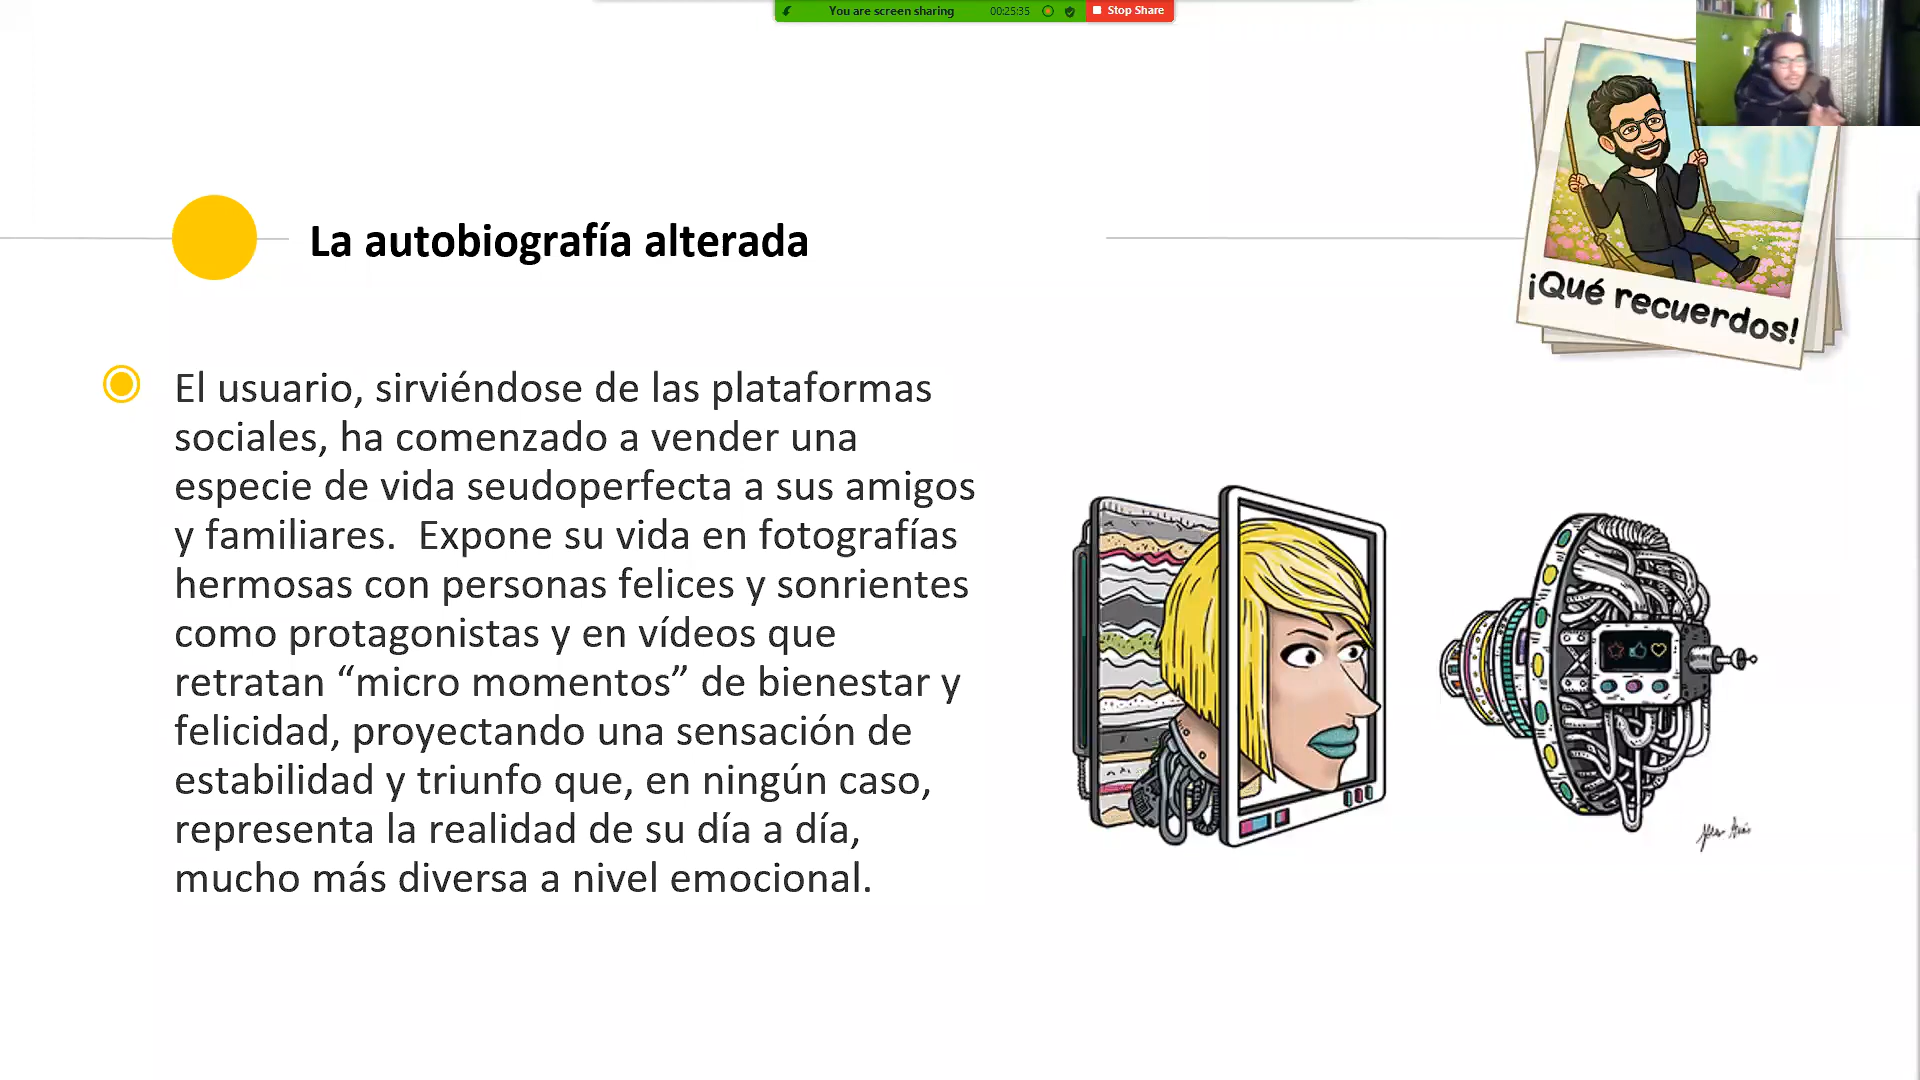 You are screen sharing 00:25:35 Stop Share
¡Qué recuerdos!
La autobiografía alterada
El usuario, sirviéndose de las plataformas
sociales, ha comenzado a vender una
especie de vida seudoperfecta a sus amigos
y familiares.  Expone su vida en fotografías
hermosas con personas felices y sonrientes
como protagonistas y en vídeos que
retratan “micro momentos” de bienestar y
felicidad, proyectando una sensación de
estabilidad y triunfo que, en ningún caso,
representa la realidad de su día a día,
mucho más diversa a nivel emocional.